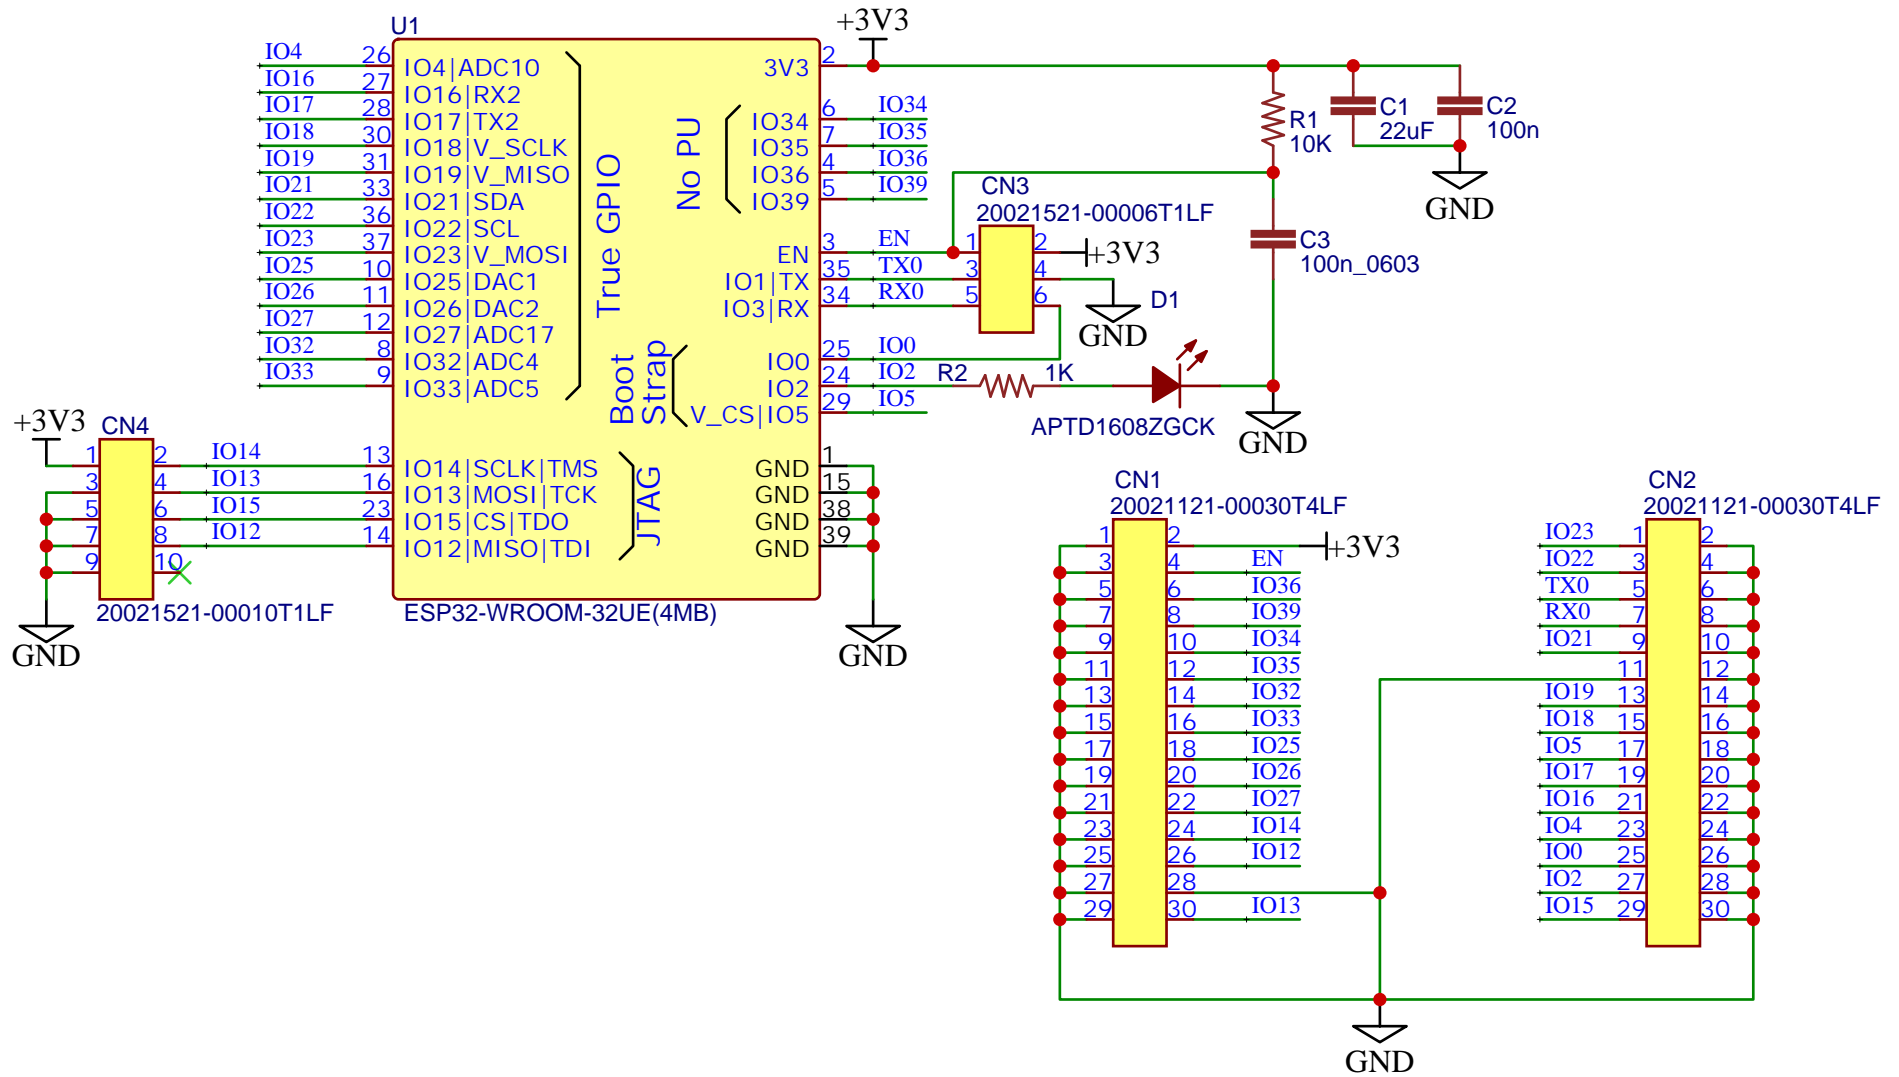 U1
+3V3
IO4 26 IO4|ADC10
IO16 27 IO16|RX2
IO17 28 IO17|TX2
IO18 30 IO18|V_SCLK
IO19 31 IO19|V_MISO
IO21 33 IO21|SDA
IO22 36 IO22|SCL
IO23 37 IO23|V_MOSI
IO25 10 IO25|DAC1
IO26 11 IO26|DAC2
IO27 12 IO27|ADC17
IO32 8 IO32|ADC4
IO33 9 IO33|ADC5
True GPIO
IO14 13 IO14|SCLK|TMS
IO13 16 IO13|MOSI|TCK
IO15 23 IO15|CS|TDO
IO12 14 IO12|MISO|TDI
JTAG
3V3 2
No PU
IO34 6 IO34
IO35 7 IO35
IO36 4 IO36
IO39 5 IO39
EN 3 EN
IO1|TX 35 TX0
IO3|RX 34 RX0
Boot
Strap
IO0 25 IO0
IO2 24 IO2
V_CS|IO5 29 IO5
GND 1
GND 15
GND 38
GND 39
GND
ESP32-WROOM-32UE(4MB)
+3V3
CN4
1 2
3 4
5 6
7 8
9 10
20021521-00010T1LF
GND
CN3
20021521-00006T1LF
1 2 +3V3
3 4
5 6
GND
R1
10K
C1
22uF
C2
100n
GND
C3
100n_0603
D1
R2 1K
APTD1608ZGCK
GND
CN1
20021121-00030T4LF
1 2 +3V3
3 4 EN
5 6 IO36
7 8 IO39
9 10 IO34
11 12 IO35
13 14 IO32
15 16 IO33
17 18 IO25
19 20 IO26
21 22 IO27
23 24 IO14
25 26 IO12
27 28
29 30 IO13
CN2
20021121-00030T4LF
IO23 1 2
IO22 3 4
TX0 5 6
RX0 7 8
IO21 9 10
11 12
IO19 13 14
IO18 15 16
IO5 17 18
IO17 19 20
IO16 21 22
IO4 23 24
IO0 25 26
IO2 27 28
IO15 29 30
GND